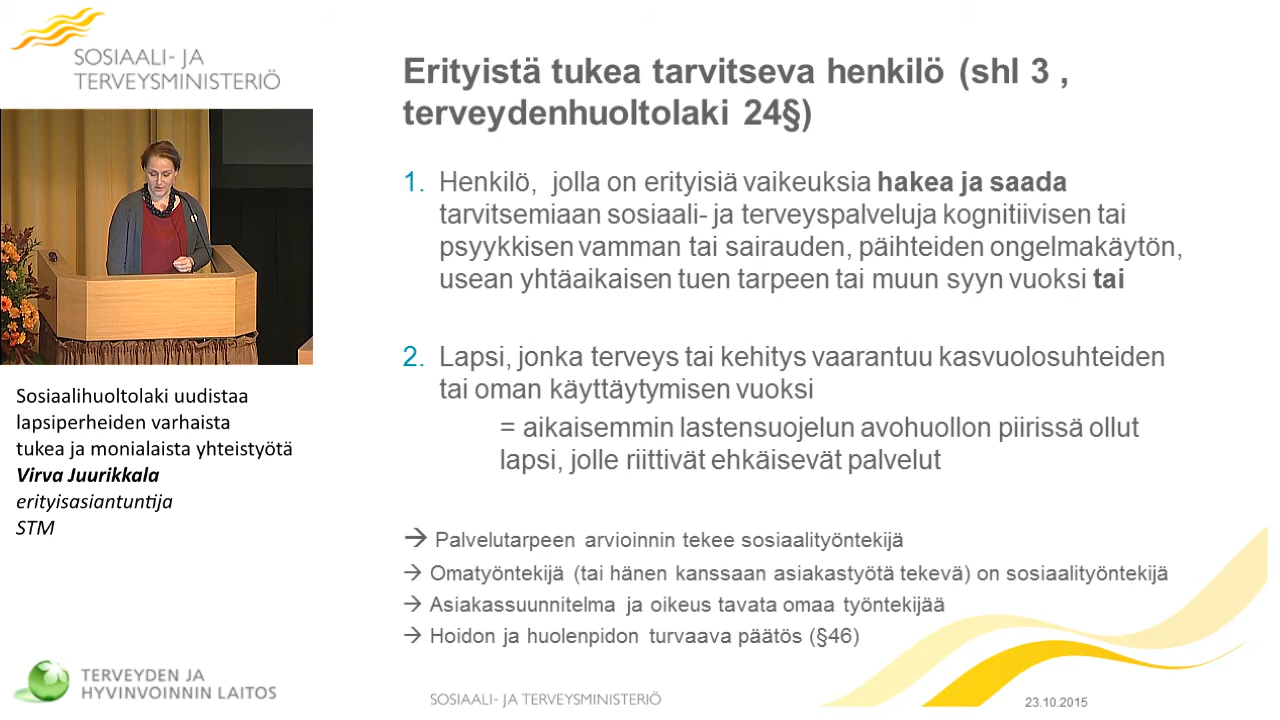 SOSIAALI- JA
TERVEYSMINISTERIÖ
Sosiaalihuoltolaki uudistaa
lapsiperheiden varhaista
tukea ja monialaista yhteistyötä
Virva Juurikkala
erityisasiantuntija
STM
TERVEYDEN JA
HYVINVOINNIN LAITOS
Erityistä tukea tarvitseva henkilö (shl 3 ,
terveydenhuoltolaki 24§)
1. Henkilö, jolla on erityisiä vaikeuksia hakea ja saada
tarvitsemiaan sosiaali- ja terveyspalveluja kognitiivisen tai
psyykkisen vamman tai sairauden, päihteiden ongelmakäytön,
usean yhtäaikaisen tuen tarpeen tai muun syyn vuoksi tai
2. Lapsi, jonka terveys tai kehitys vaarantuu kasvuolosuhteiden
tai oman käyttäytymisen vuoksi
= aikaisemmin lastensuojelun avohuollon piirissä ollut
lapsi, jolle riittivät ehkäisevät palvelut
→ Palvelutarpeen arvioinnin tekee sosiaalityöntekijä
→ Omatyöntekijä (tai hänen kanssaan asiakastyötä tekevä) on sosiaalityöntekijä
→ Asiakassuunnitelma ja oikeus tavata omaa työntekijää
→ Hoidon ja huolenpidon turvaava päätös (§46)
SOSIAALI- JA TERVEYSMINISTERIÖ
23.10.2015